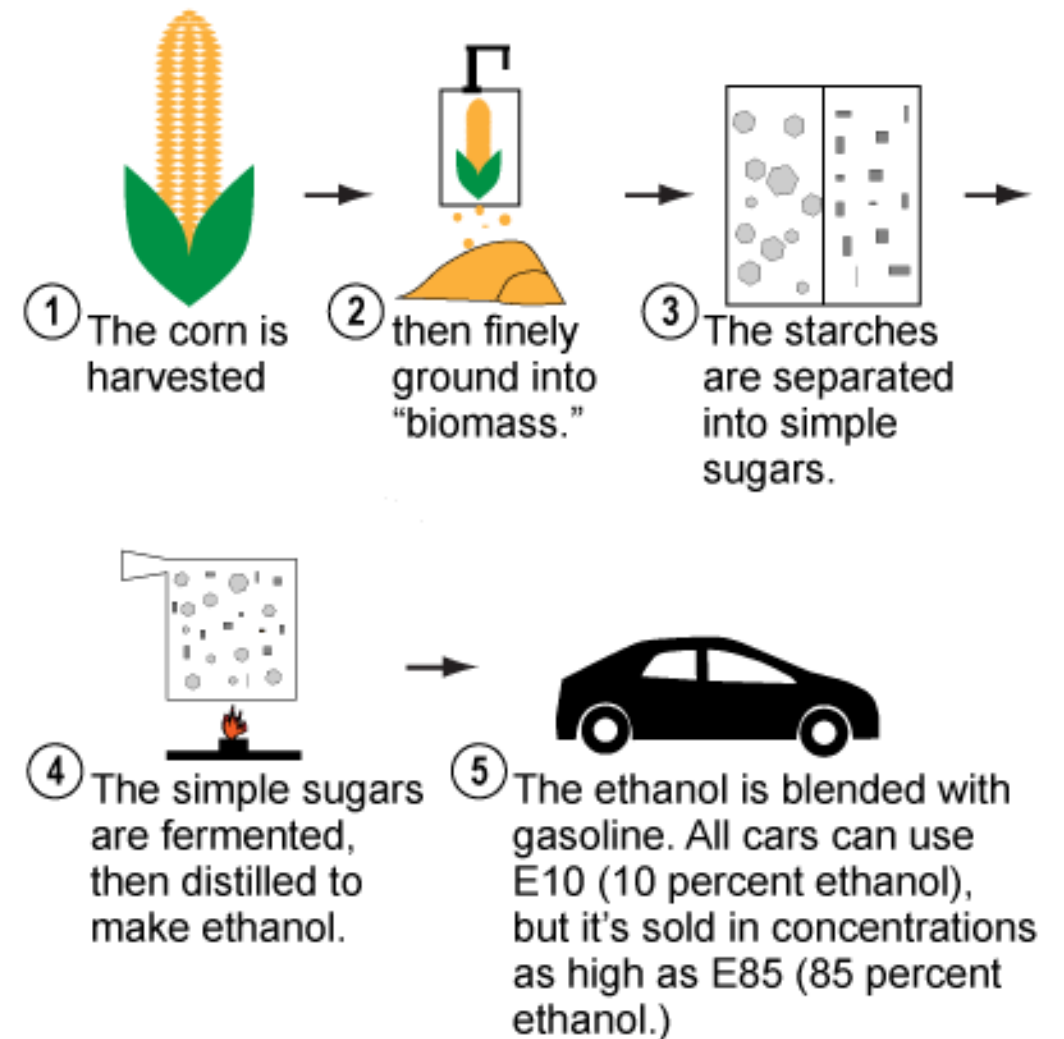 1 The corn is
harvested
2 then finely
ground into
“biomass.”
3 The starches
are separated
into simple
sugars.
4 The simple sugars
are fermented,
then distilled to
make ethanol.
5 The ethanol is blended with
gasoline. All cars can use
E10 (10 percent ethanol),
but it’s sold in concentrations
as high as E85 (85 percent
ethanol.)